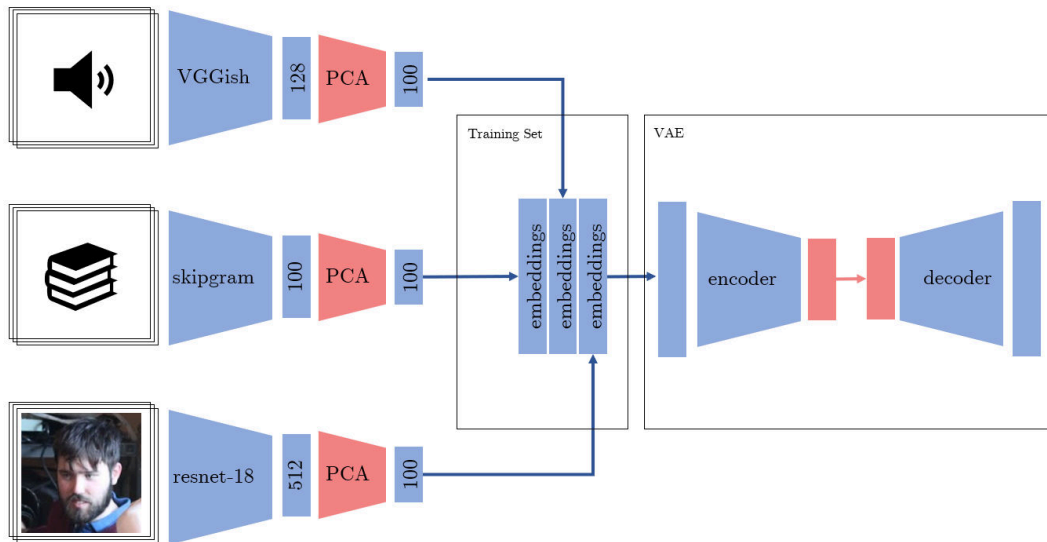 VGGish
128
PCA
100
Training Set
VAE
skipgram
100
PCA
100
embeddings
embeddings
embeddings
encoder
decoder
resnet-18
512
PCA
100